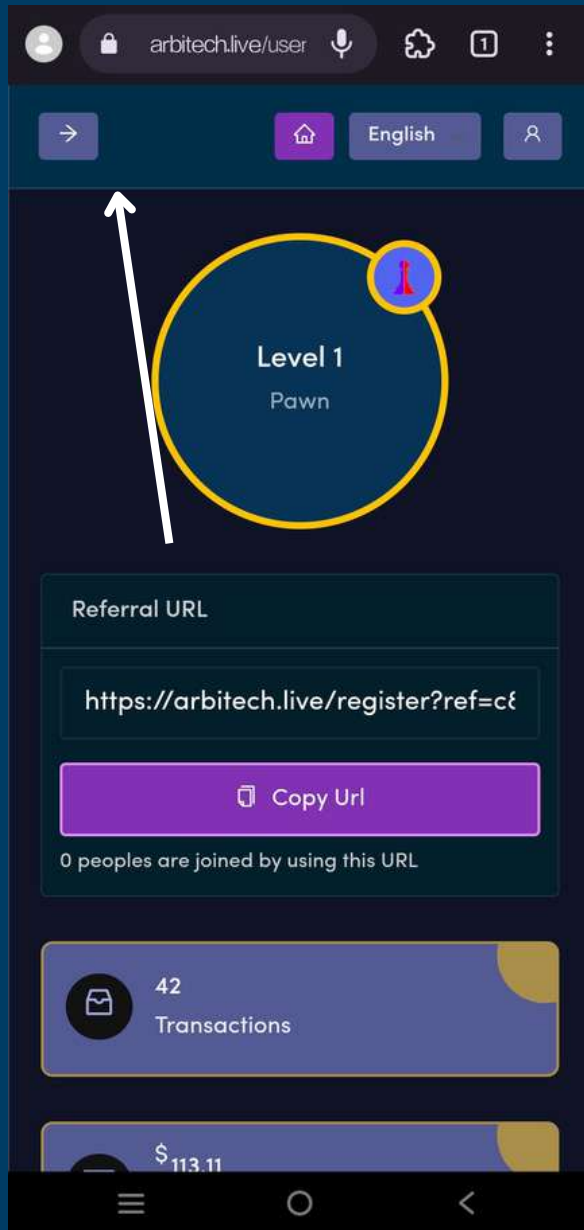 arbitech.live/user
1
English
Level 1
Pawn
Referral URL
https://arbitech.live/register?ref=c
Copy Url
0 peoples are joined by using this URL
42
Transactions
$113.11